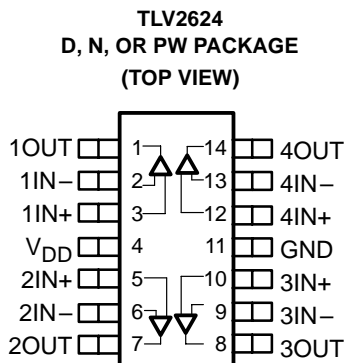 TLV2624
D, N, OR PW PACKAGE
(TOP VIEW)
1OUT 1 14 4OUT
1IN− 2 13 4IN−
1IN+ 3 12 4IN+
VDD 4 11 GND
2IN+ 5 10 3IN+
2IN− 6 9 3IN−
2OUT 7 8 3OUT